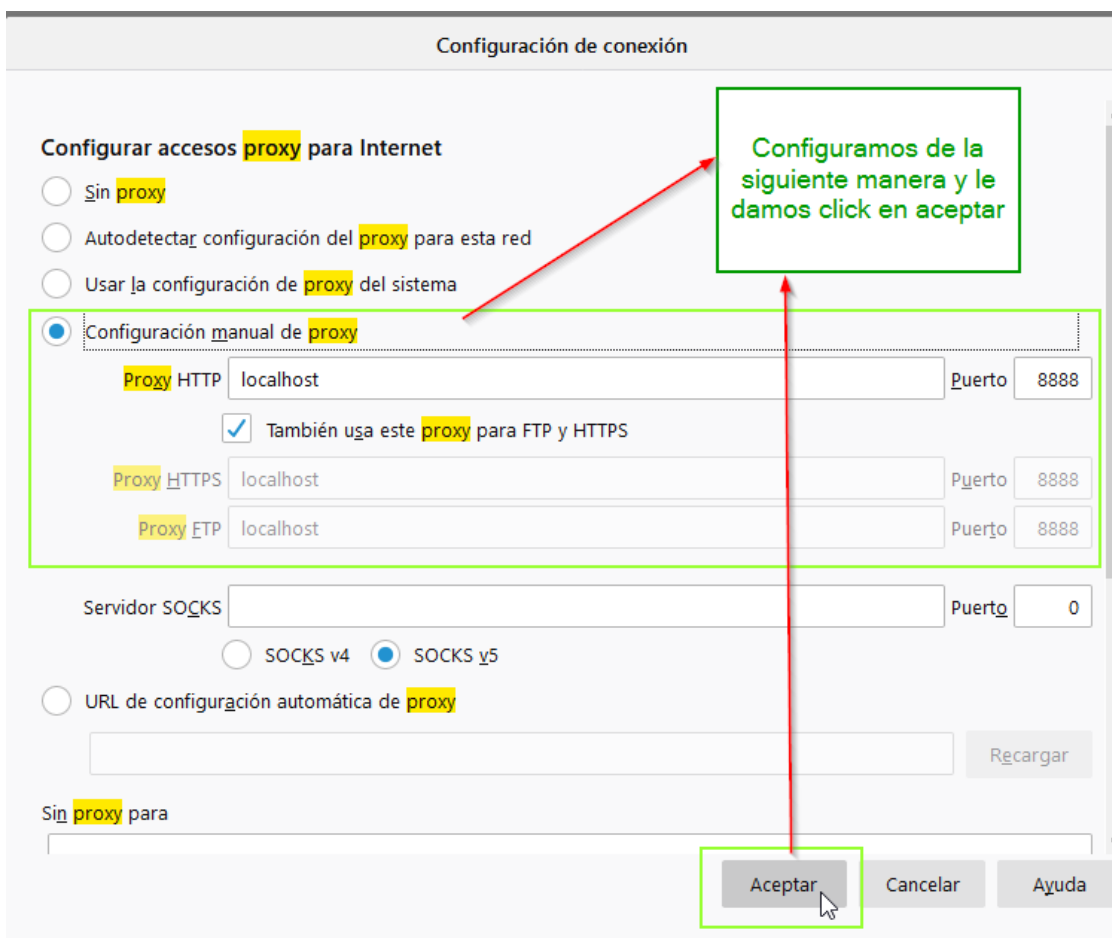 Configuración de conexión
Configurar accesos proxy para Internet
Configuramos de la
siguiente manera y le
damos click en aceptar
Sin proxy
Autodetectar configuración del proxy para esta red
Usar la configuración de proxy del sistema
Configuración manual de proxy
Proxy HTTP localhost Puerto 8888
También usa este proxy para FTP y HTTPS
Proxy HTTPS localhost Puerto 8888
Proxy FTP localhost Puerto 8888
Servidor SOCKS Puerto 0
SOCKS v4 SOCKS v5
URL de configuración automática de proxy
Recargar
Sin proxy para
Aceptar Cancelar Ayuda